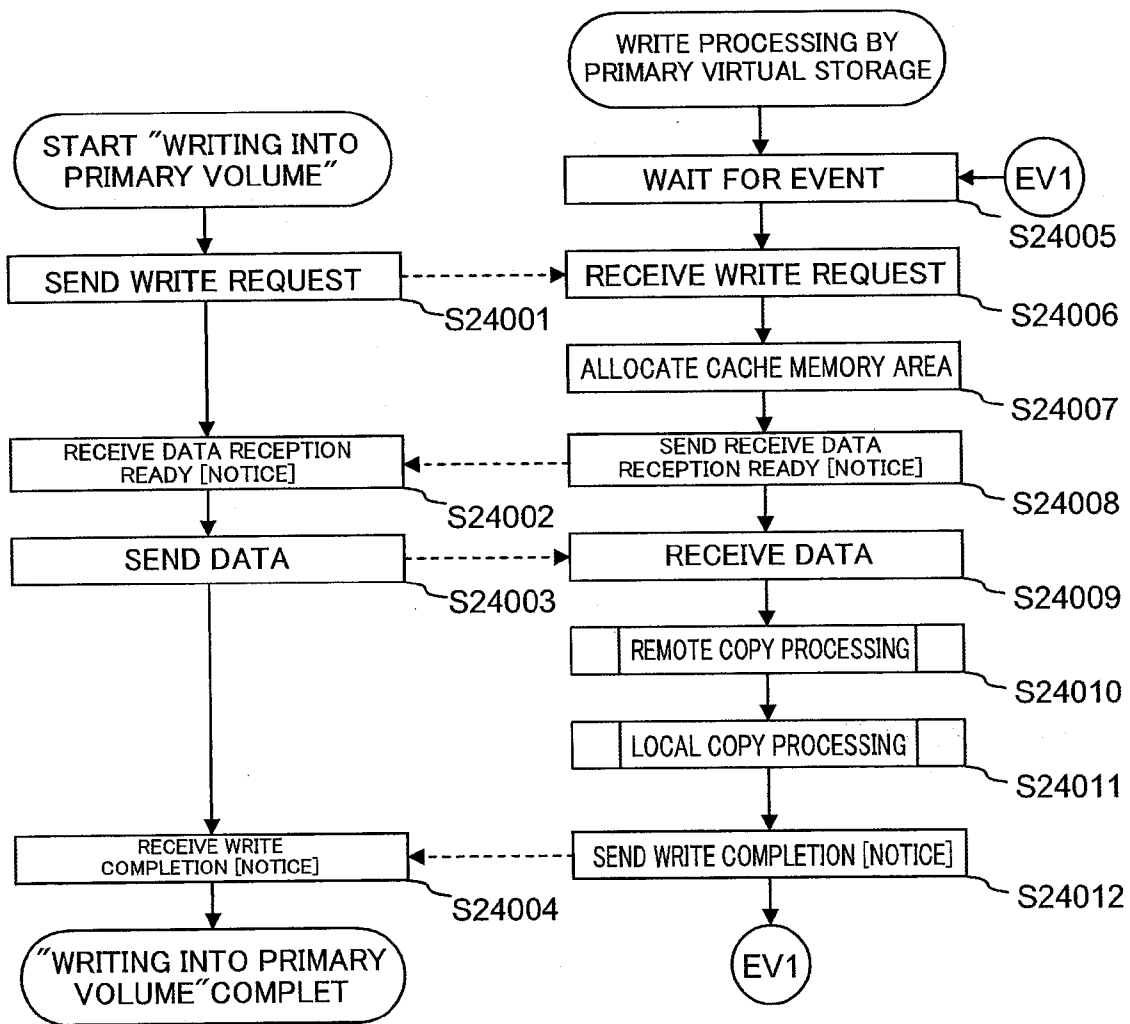 WRITE PROCESSING BY
PRIMARY VIRTUAL STORAGE
START "WRITING INTO
PRIMARY VOLUME"
WAIT FOR EVENT
EV1
S24005
SEND WRITE REQUEST
S24001
RECEIVE WRITE REQUEST
S24006
ALLOCATE CACHE MEMORY AREA
S24007
RECEIVE DATA RECEPTION
READY [NOTICE]
S24002
SEND RECEIVE DATA
RECEPTION READY [NOTICE]
S24008
SEND DATA
S24003
RECEIVE DATA
S24009
REMOTE COPY PROCESSING
S24010
LOCAL COPY PROCESSING
S24011
RECEIVE WRITE
COMPLETION [NOTICE]
S24004
SEND WRITE COMPLETION [NOTICE]
S24012
"WRITING INTO PRIMARY
VOLUME"COMPLET
EV1